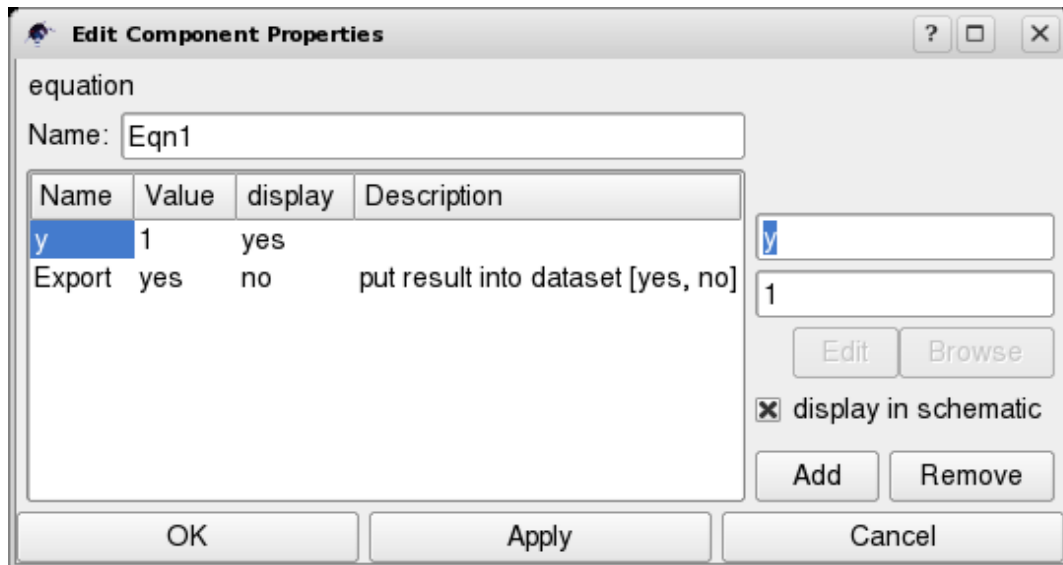 Edit Component Properties ?
equation
Name: Eqn1
Name Value display Description
y 1 yes
Export yes no put result into dataset [yes, no]
y
1
Edit Browse
display in schematic
Add Remove
OK Apply Cancel